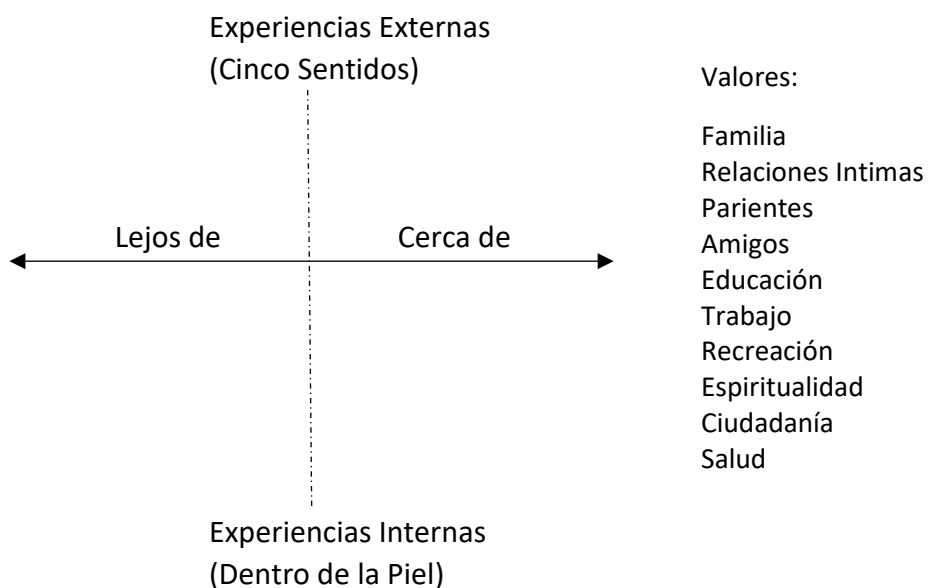 Experiencias Externas
(Cinco Sentidos)
Lejos de
Cerca de
Experiencias Internas
(Dentro de la Piel)
Valores:
Familia
Relaciones Intimas
Parientes
Amigos
Educación
Trabajo
Recreación
Espiritualidad
Ciudadanía
Salud